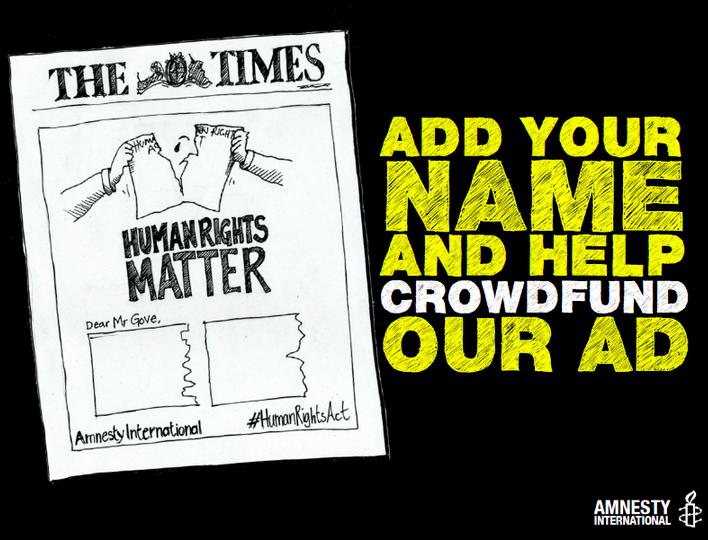 THE TIMES
HUMAN RIGHTS
MATTER
Dear Mr Gove,
Amnesty International
#HumanRightsAct
ADD YOUR
NAME
AND HELP
CROWDFUND
OUR AD
AMNESTY
INTERNATIONAL